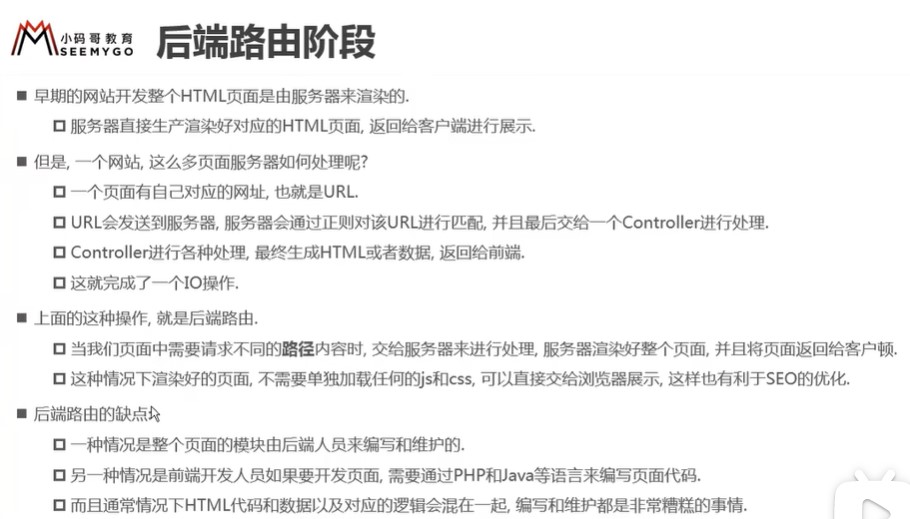 小码哥教育
SEEMYGO
后端路由阶段
早期的网站开发整个HTML页面是由服务器来渲染的.
服务器直接生产渲染好对应的HTML页面, 返回给客户端进行展示.
但是, 一个网站, 这么多页面服务器如何处理呢?
一个页面有自己对应的网址, 也就是URL.
URL会发送到服务器, 服务器会通过正则对该URL进行匹配, 并且最后交给一个Controller进行处理.
Controller进行各种处理, 最终生成HTML或者数据, 返回给前端.
这就完成了一个IO操作.
上面的这种操作, 就是后端路由.
当我们页面中需要请求不同的路径内容时, 交给服务器来进行处理, 服务器渲染好整个页面, 并且将页面返回给客户顿.
这种情况下渲染好的页面, 不需要单独加载任何的js和css, 可以直接交给浏览器展示, 这样也有利于SEO的优化.
后端路由的缺点
一种情况是整个页面的模块由后端人员来编写和维护的.
另一种情况是前端开发人员如果要开发页面, 需要通过PHP和Java等语言来编写页面代码.
而且通常情况下HTML代码和数据以及对应的逻辑会混在一起, 编写和维护都是非常糟糕的事情.